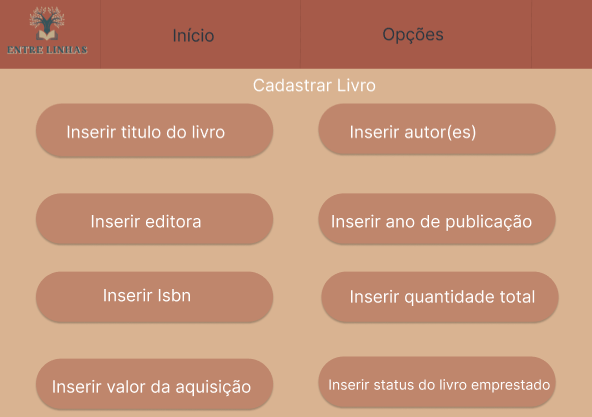 ENTRE LINHAS
Início
Opções
Cadastrar Livro
Inserir titulo do livro
Inserir autor(es)
Inserir editora
Inserir ano de publicação
Inserir Isbn
Inserir quantidade total
Inserir valor da aquisição
Inserir status do livro emprestado